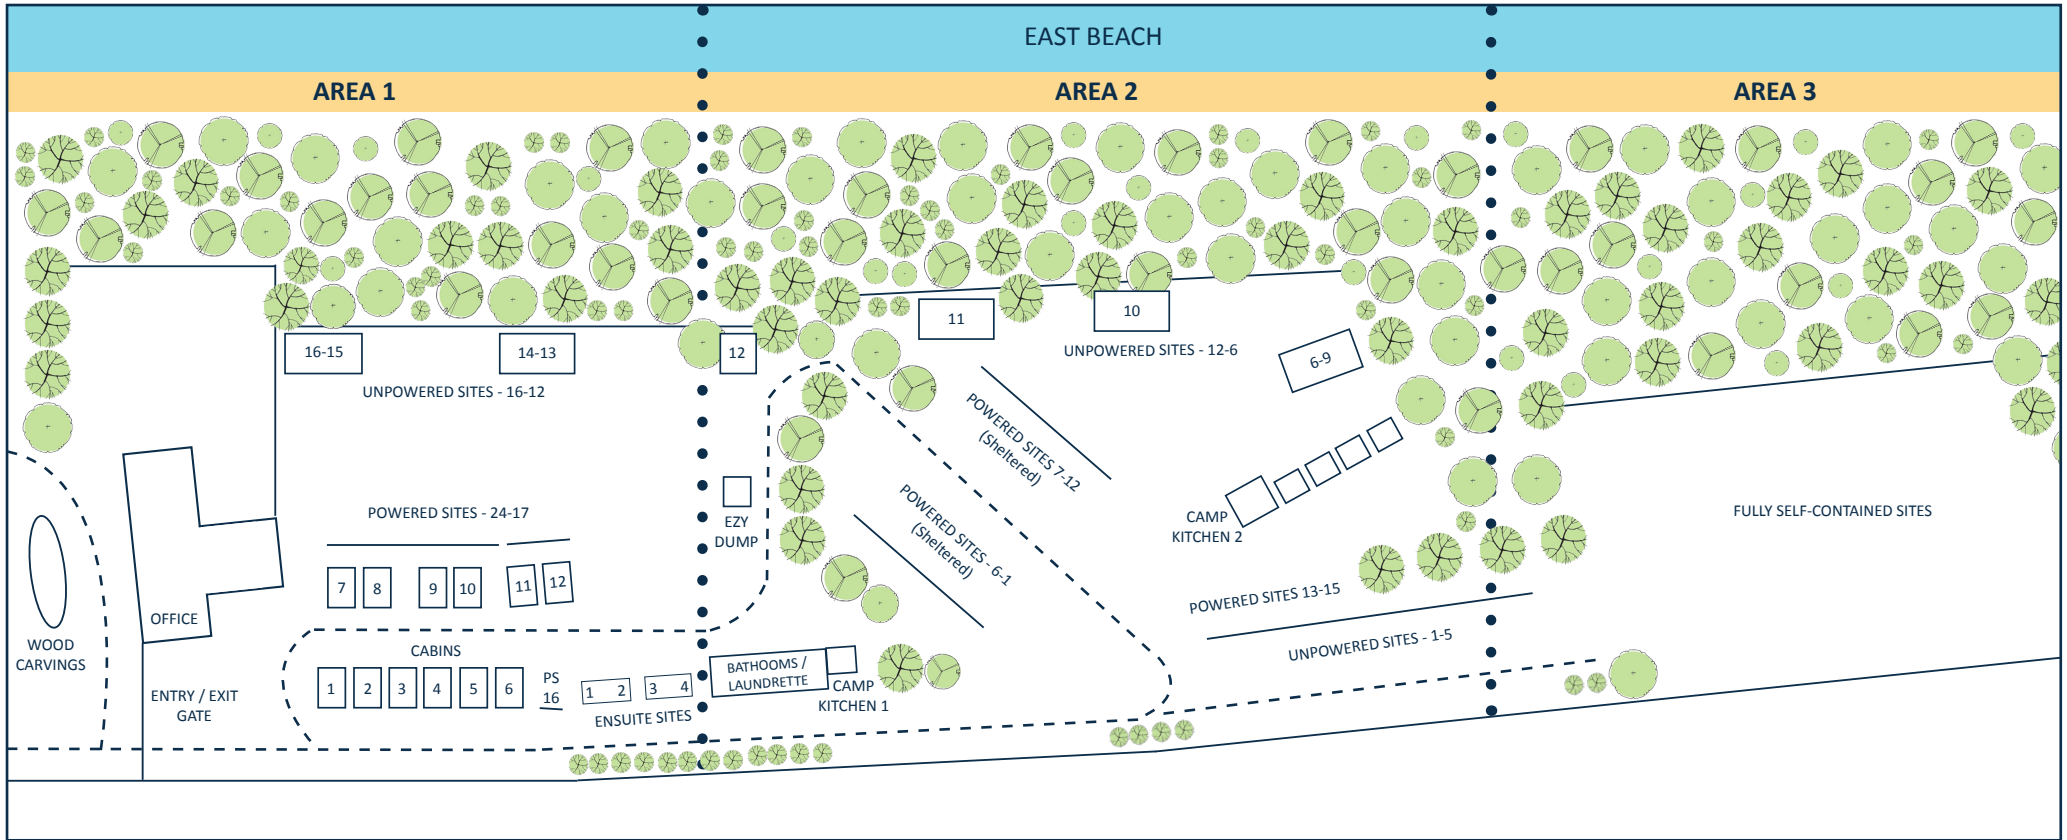 EAST BEACH
AREA 1
AREA 2
AREA 3
16-15
14-13
12
11
10
6-9
UNPOWERED SITES - 16-12
UNPOWERED SITES - 12-6
POWERED SITES 7-12
(Sheltered)
POWERED SITES - 6-1
(Sheltered)
POWERED SITES - 24-17
EZY
DUMP
CAMP
KITCHEN 2
FULLY SELF-CONTAINED SITES
7
8
9
10
11
12
OFFICE
WOOD
CARVINGS
POWERED SITES 13-15
UNPOWERED SITES - 1-5
CABINS
1
2
3
4
5
6
PS
16
1 2
3 4
ENSUITE SITES
BATHOOMS /
LAUNDRETTE
CAMP
KITCHEN 1
ENTRY / EXIT
GATE